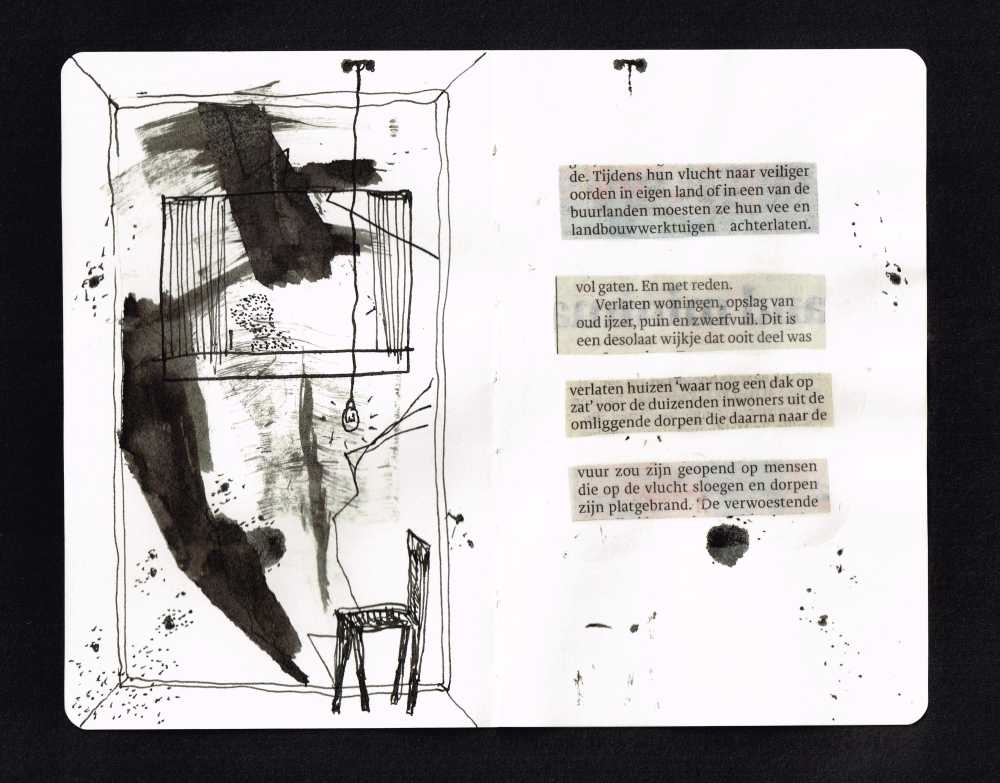 de. Tijdens hun vlucht naar veiliger
oorden in eigen land of in een van de
buurlanden moesten ze hun vee en
landbouwwerktuigen achterlaten.
vol gaten. En met reden.
Verlaten woningen, opslag van
oud ijzer, puin en zwerfvuil. Dit is
een desolaat wijkje dat ooit deel was
verlaten huizen ‘waar nog een dak op
zat’ voor de duizenden inwoners uit de
omliggende dorpen die daarna naar de
vuur zou zijn geopend op mensen
die op de vlucht sloegen en dorpen
zijn platgebrand. ‘De verwoestende